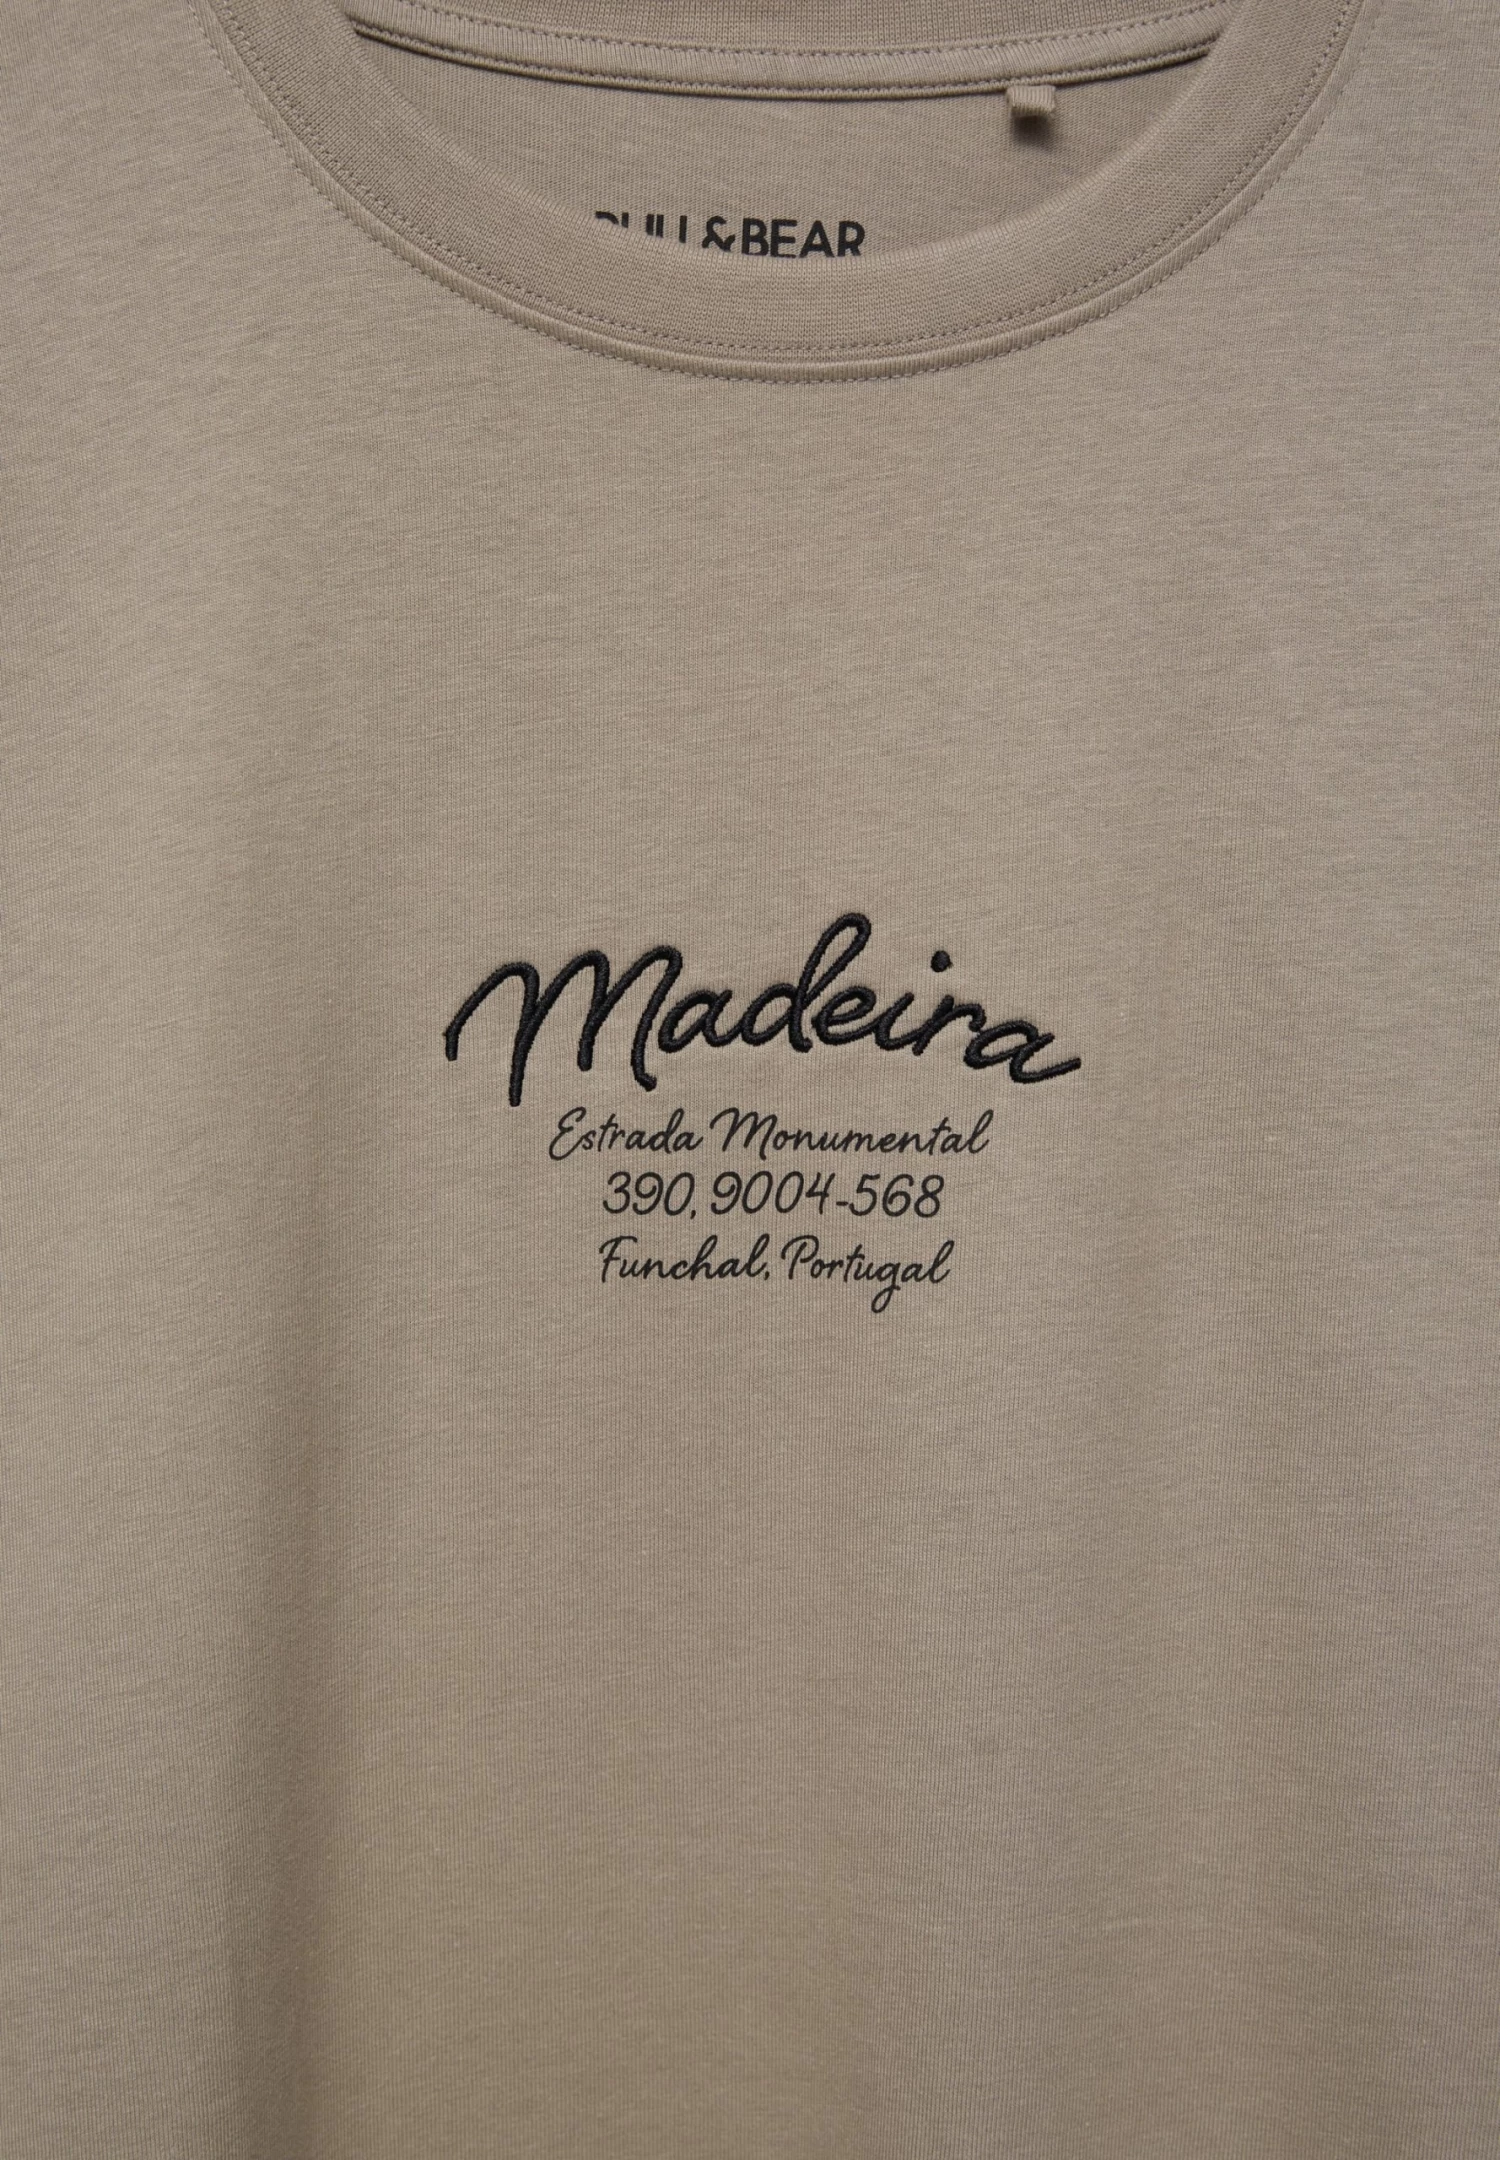 PULL&BEAR
Madeira
Estrada Monumental
390, 9004-568
Funchal, Portugal